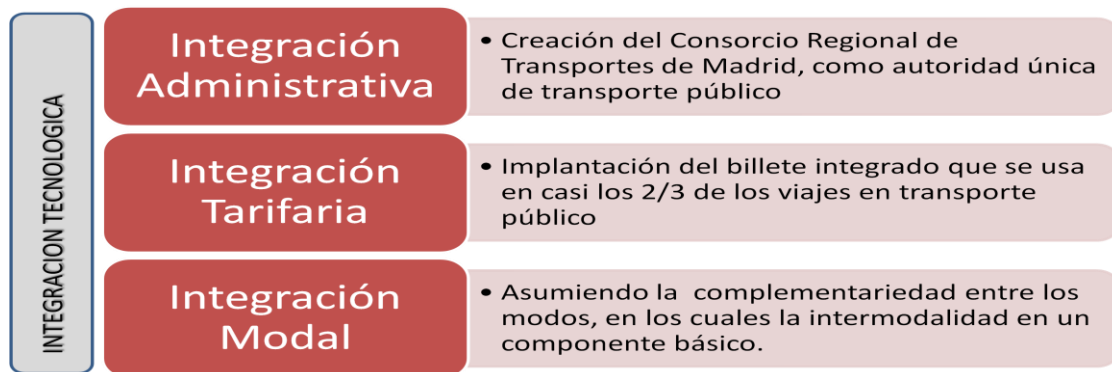 INTEGRACION TECNOLOGICA
Integración
Administrativa
• Creación del Consorcio Regional de
Transportes de Madrid, como autoridad única
de transporte público
Integración
Tarifaria
• Implantación del billete integrado que se usa
en casi los 2/3 de los viajes en transporte
público
Integración
Modal
• Asumiendo la complementariedad entre los
modos, en los cuales la intermodalidad en un
componente básico.